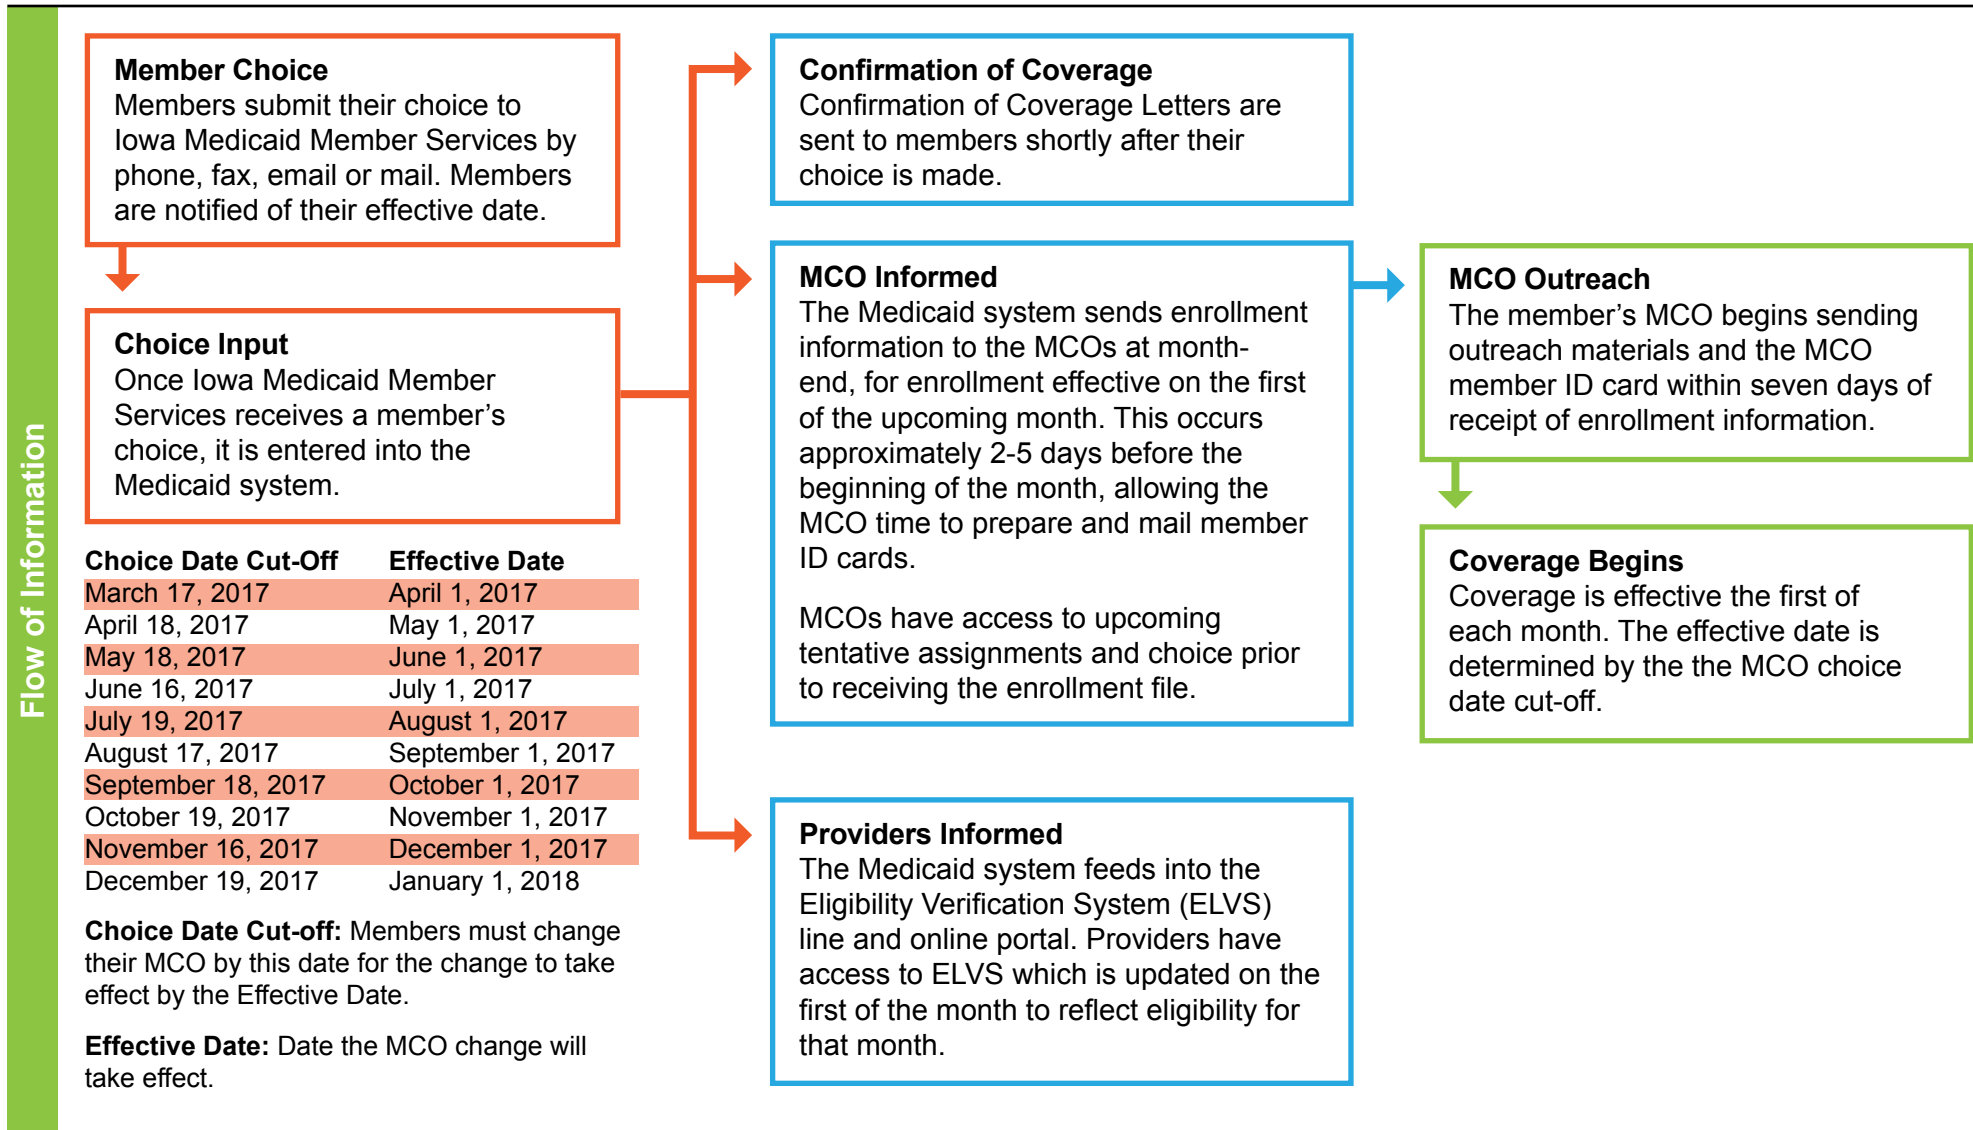 Flow of Information
Member Choice
Members submit their choice to
Iowa Medicaid Member Services by
phone, fax, email or mail. Members
are notified of their effective date.
Choice Input
Once Iowa Medicaid Member
Services receives a member’s
choice, it is entered into the
Medicaid system.
Choice Date Cut-Off Effective Date
March 17, 2017 April 1, 2017
April 18, 2017 May 1, 2017
May 18, 2017 June 1, 2017
June 16, 2017 July 1, 2017
July 19, 2017 August 1, 2017
August 17, 2017 September 1, 2017
September 18, 2017 October 1, 2017
October 19, 2017 November 1, 2017
November 16, 2017 December 1, 2017
December 19, 2017 January 1, 2018
Choice Date Cut-off: Members must change
their MCO by this date for the change to take
effect by the Effective Date.
Effective Date: Date the MCO change will
take effect.
Confirmation of Coverage
Confirmation of Coverage Letters are
sent to members shortly after their
choice is made.
MCO Informed
The Medicaid system sends enrollment
information to the MCOs at month-
end, for enrollment effective on the first
of the upcoming month. This occurs
approximately 2-5 days before the
beginning of the month, allowing the
MCO time to prepare and mail member
ID cards.
MCOs have access to upcoming
tentative assignments and choice prior
to receiving the enrollment file.
Providers Informed
The Medicaid system feeds into the
Eligibility Verification System (ELVS)
line and online portal. Providers have
access to ELVS which is updated on the
first of the month to reflect eligibility for
that month.
MCO Outreach
The member’s MCO begins sending
outreach materials and the MCO
member ID card within seven days of
receipt of enrollment information.
Coverage Begins
Coverage is effective the first of
each month. The effective date is
determined by the the MCO choice
date cut-off.